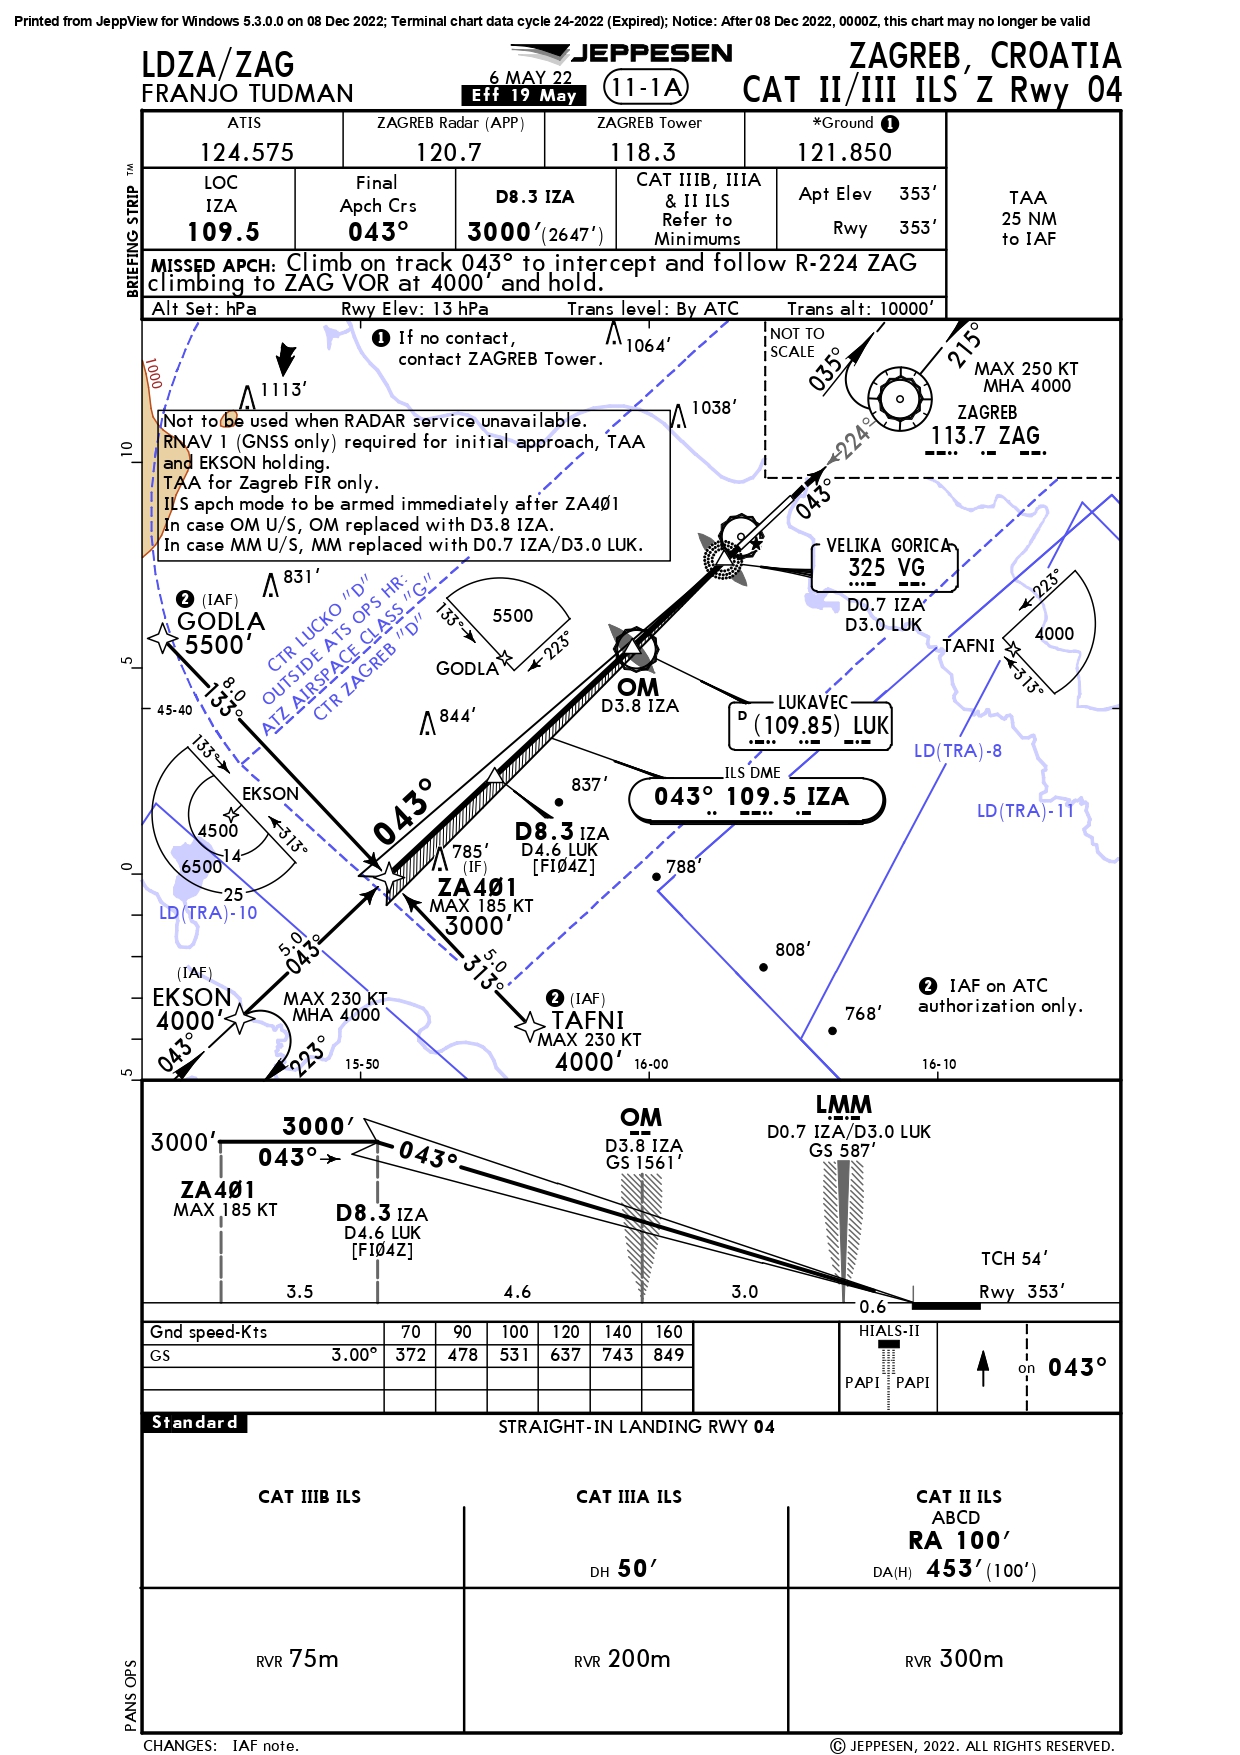 Printed from JeppView for Windows 5.3.0.0 on 08 Dec 2022; Terminal chart data cycle 24-2022 (Expired); Notice: After 08 Dec 2022, 0000Z, this chart may no longer be valid
LDZA/ZAG
FRANJO TUDMAN
JEPPESEN
6 MAY 22
Eff 19 May
11-1A
ZAGREB, CROATIA
CAT II/III ILS Z Rwy 04
BRIEFING STRIP TM
ATIS
124.575
ZAGREB Radar (APP)
120.7
ZAGREB Tower
118.3
*Ground 1
121.850
LOC
IZA
109.5
Final
Apch Crs
043°
D8.3 IZA
3000'(2647')
CAT IIIB, IIIA
& II ILS
Refer to
Minimums
Apt Elev 353'
Rwy 353'
TAA
25 NM
to IAF
MISSED APCH: Climb on track 043° to intercept and follow R-224 ZAG
climbing to ZAG VOR at 4000' and hold.
Alt Set: hPa Rwy Elev: 13 hPa Trans level: By ATC Trans alt: 10000'
1 If no contact,
contact ZAGREB Tower.
1064'
1000
1113'
1038'
NOT TO
SCALE
035°
215°
MAX 250 KT
MHA 4000
ZAGREB
113.7 ZAG
224°
043°
Not to be used when RADAR service unavailable.
RNAV 1 (GNSS only) required for initial approach, TAA
and EKSON holding.
TAA for Zagreb FIR only.
ILS apch mode to be armed immediately after ZA4Ø1
In case OM U/S, OM replaced with D3.8 IZA.
In case MM U/S, MM replaced with D0.7 IZA/D3.0 LUK.
10
831'
2 (IAF)
GODLA
5500'
CTR LUCKO "D"
OUTSIDE ATS OPS HR:
ATZ AIRSPACE CLASS "G"
CTR ZAGREB "D"
133°
5500
GODLA
223°
VELIKA GORICA
325 VG
D0.7 IZA
D3.0 LUK
223°
TAFNI
4000
313°
5
8.0
133°
45-40
OM
D3.8 IZA
844'
LUKAVEC
D (109.85) LUK
LD(TRA)-8
ILS DME
043° 109.5 IZA
LD(TRA)-11
133°
EKSON
4500
313°
14
6500
25
LD(TRA)-10
043°
837'
D8.3 IZA
D4.6 LUK
[FIØ4Z]
785'
(IF)
ZA4Ø1
MAX 185 KT
3000'
788'
0
5.0
043°
5.0
313°
808'
768'
(IAF)
EKSON
4000'
MAX 230 KT
MHA 4000
043°
223°
2 (IAF)
TAFNI
MAX 230 KT
4000'
2 IAF on ATC
authorization only.
5
15-50
16-00
16-10
3000'
3000'
043°
043°
ZA4Ø1
MAX 185 KT
D8.3 IZA
D4.6 LUK
[FIØ4Z]
OM
D3.8 IZA
GS 1561'
LMM
D0.7 IZA/D3.0 LUK
GS 587'
TCH 54'
Rwy 353'
3.5
4.6
3.0
0.6
Gnd speed-Kts 70 90 100 120 140 160
GS 3.00° 372 478 531 637 743 849
HIALS-II
PAPI PAPI
on 043°
Standard
STRAIGHT-IN LANDING RWY 04
CAT IIIB ILS
CAT IIIA ILS
CAT II ILS
ABCD
RA 100'
DH 50'
DA(H) 453'(100')
RVR 75m
RVR 200m
RVR 300m
PANS OPS
CHANGES: IAF note.
© JEPPESEN, 2022. ALL RIGHTS RESERVED.